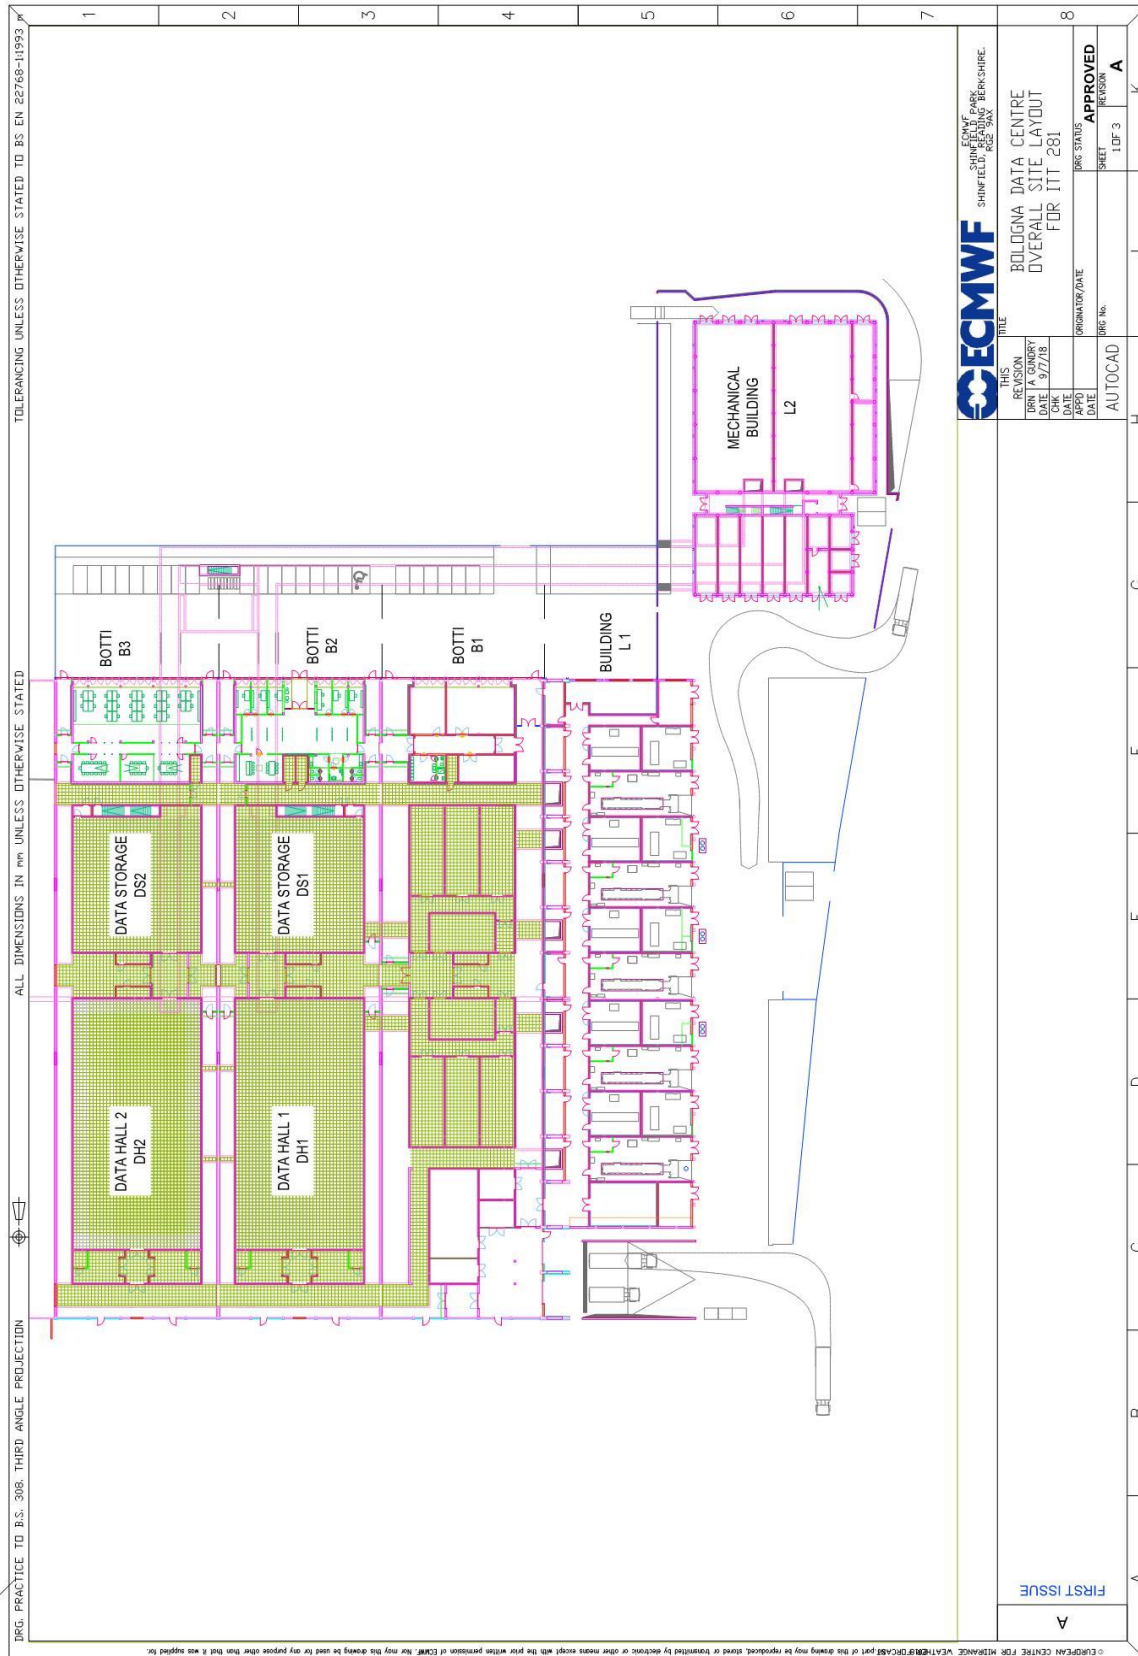 DRG. PRACTICE TO B.S. 308. THIRD ANGLE PROJECTION
ALL DIMENSIONS IN mm UNLESS OTHERWISE STATED
TOLERANCING UNLESS OTHERWISE STATED TO BS EN 22768-1:1993 m
1
2
3
4
5
6
7
8
DATA HALL 2
DH2
DATA STORAGE
DS2
BOTTI
B3
DATA HALL 1
DH1
DATA STORAGE
DS1
BOTTI
B2
BOTTI
B1
BUILDING
L1
MECHANICAL
BUILDING
L2
ECMWF
ECMWF
SHINFIELD PARK
SHINFIELD, READING BERKSHIRE.
RG2 9AX
THIS
REVISION
DRN A GUNDRY
DATE 9/7/18
CHK
DATE
APPD
DATE
AUTOCAD
TITLE
BOLOGNA DATA CENTRE
OVERALL SITE LAYOUT
FOR ITT 281
ORIGINATOR/DATE
DRG STATUS
APPROVED
DRG No.
SHEET
1 OF 3
REVISION
A
FIRST ISSUE
A
A
B
C
D
E
F
G
H
K